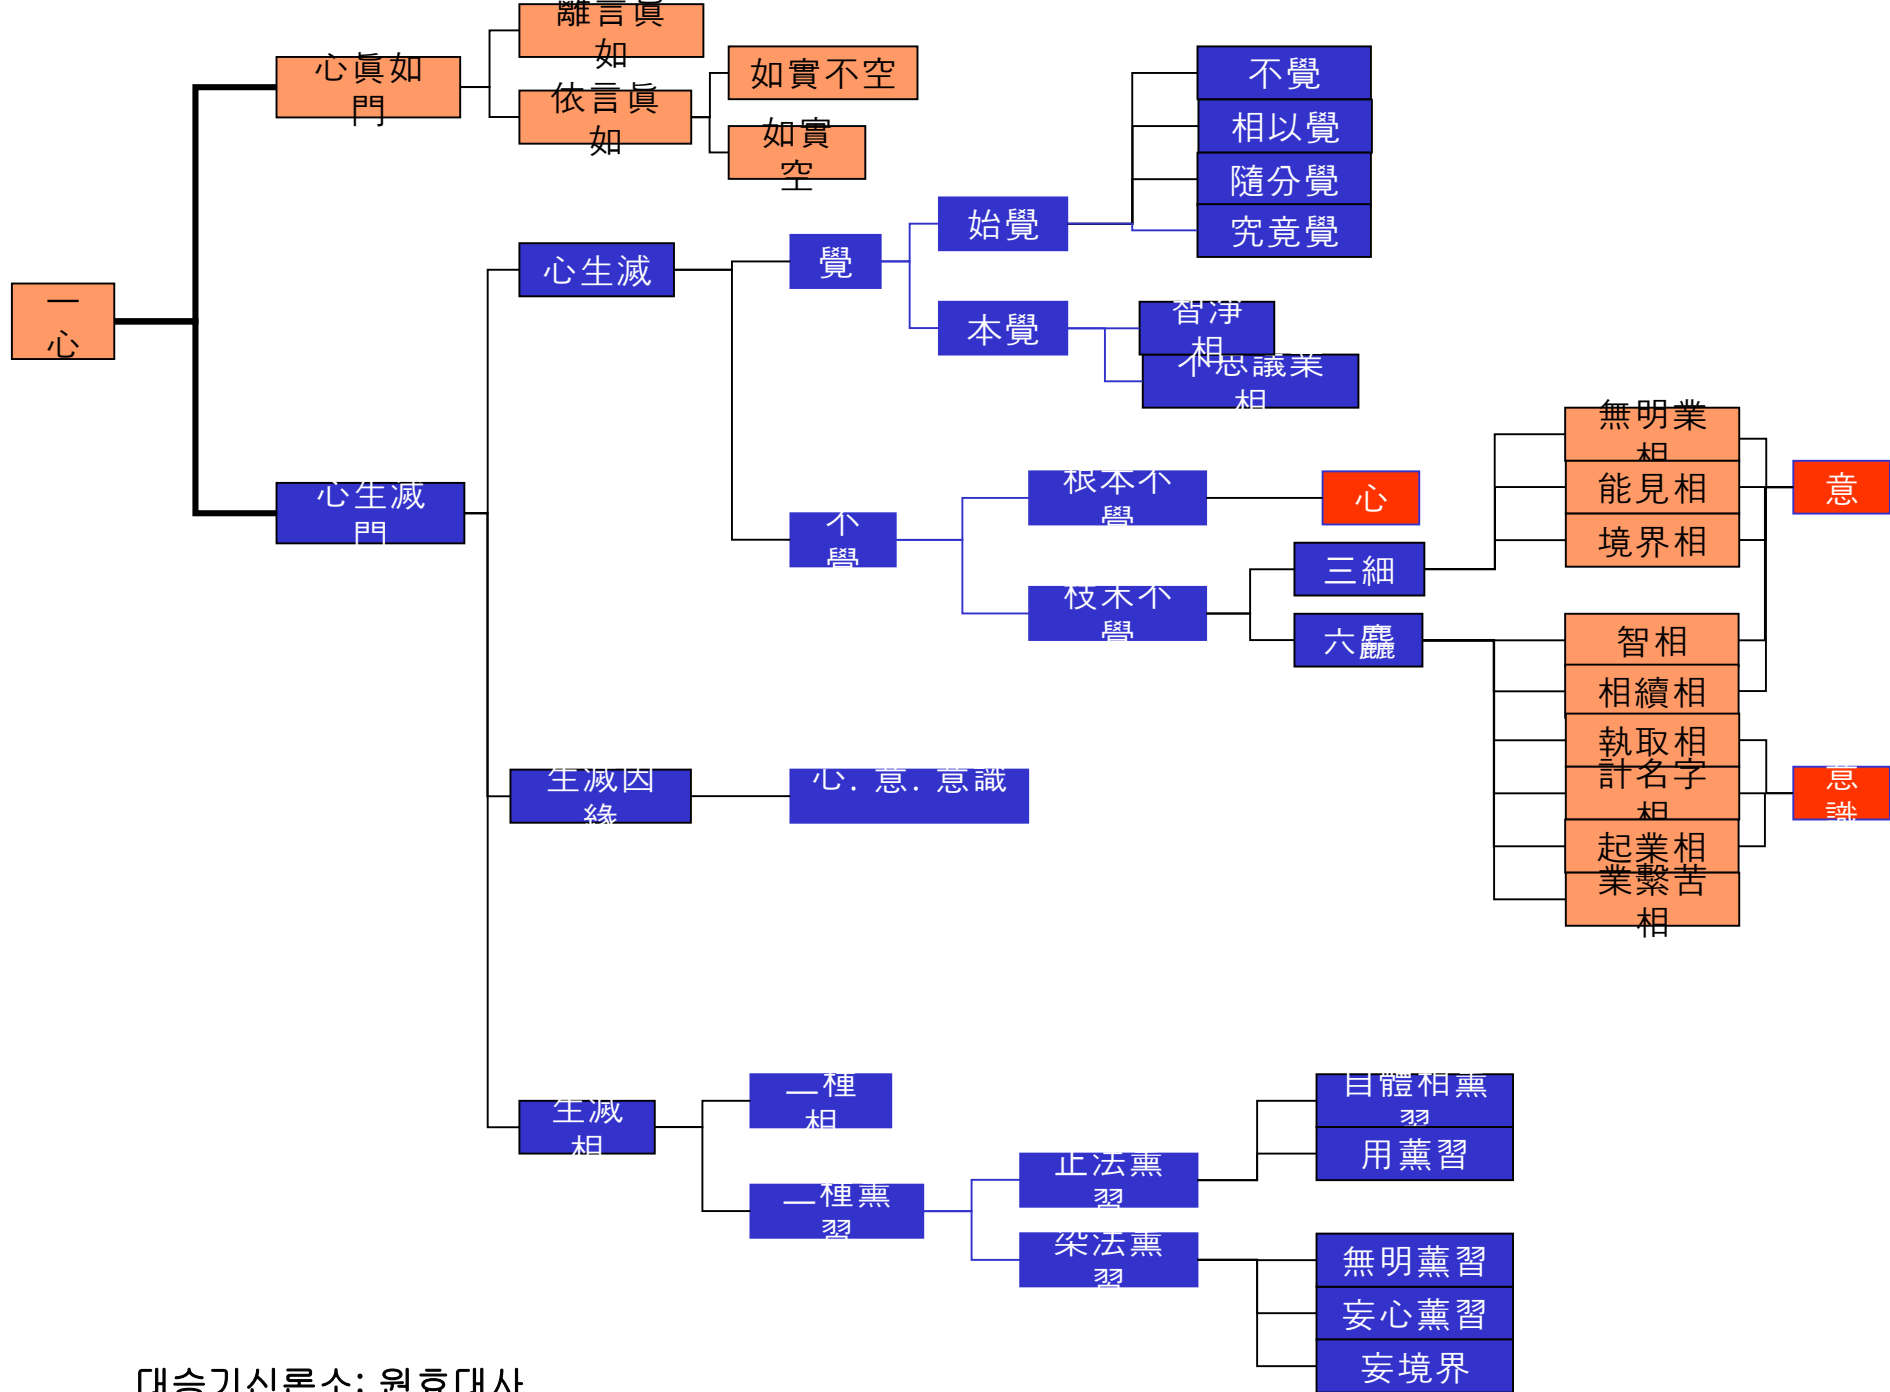 離言眞
如
心眞如
門
依言眞
如
如實不空
如實
空
不覺
相以覺
隨分覺
究竟覺
始覺
覺
心生滅
本覺
智淨
相
不思議業
相
一
心
心生滅
門
不
覺
根本不
覺
心
枝末不
覺
三細
六麤
無明業
相
能見相
境界相
意
智相
相續相
執取相
計名字
相
起業相
業繫苦
相
意
識
生滅因
緣
心. 意. 意識
生滅
相
二種
相
二種熏
習
正法熏
習
染法熏
習
自體相熏
習
用薰習
無明薰習
妄心薰習
妄境界
대승기신론소: 원효대사